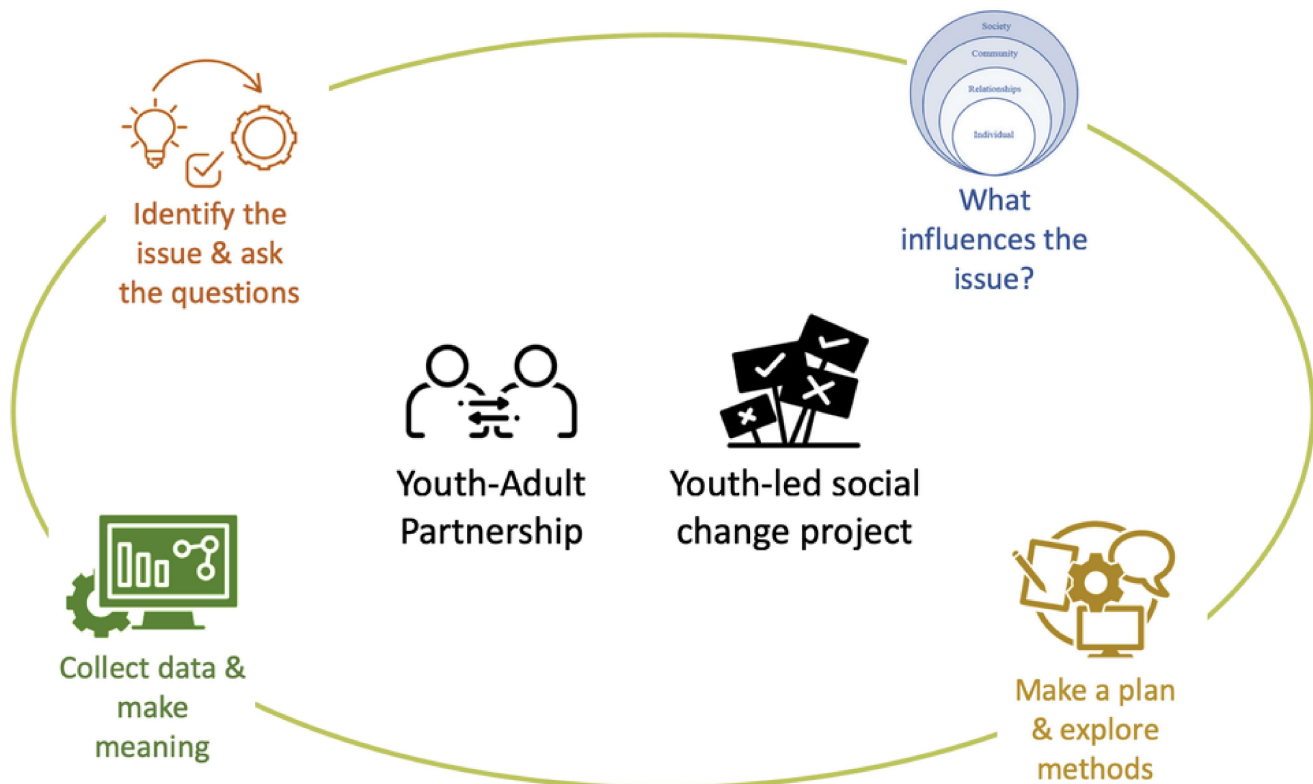 Society
Community
Relationships
Individual
Identify the
issue & ask
the questions
What
influences the
issue?
Youth-Adult
Partnership
Youth-led social
change project
Collect data &
make
meaning
Make a plan
& explore
methods